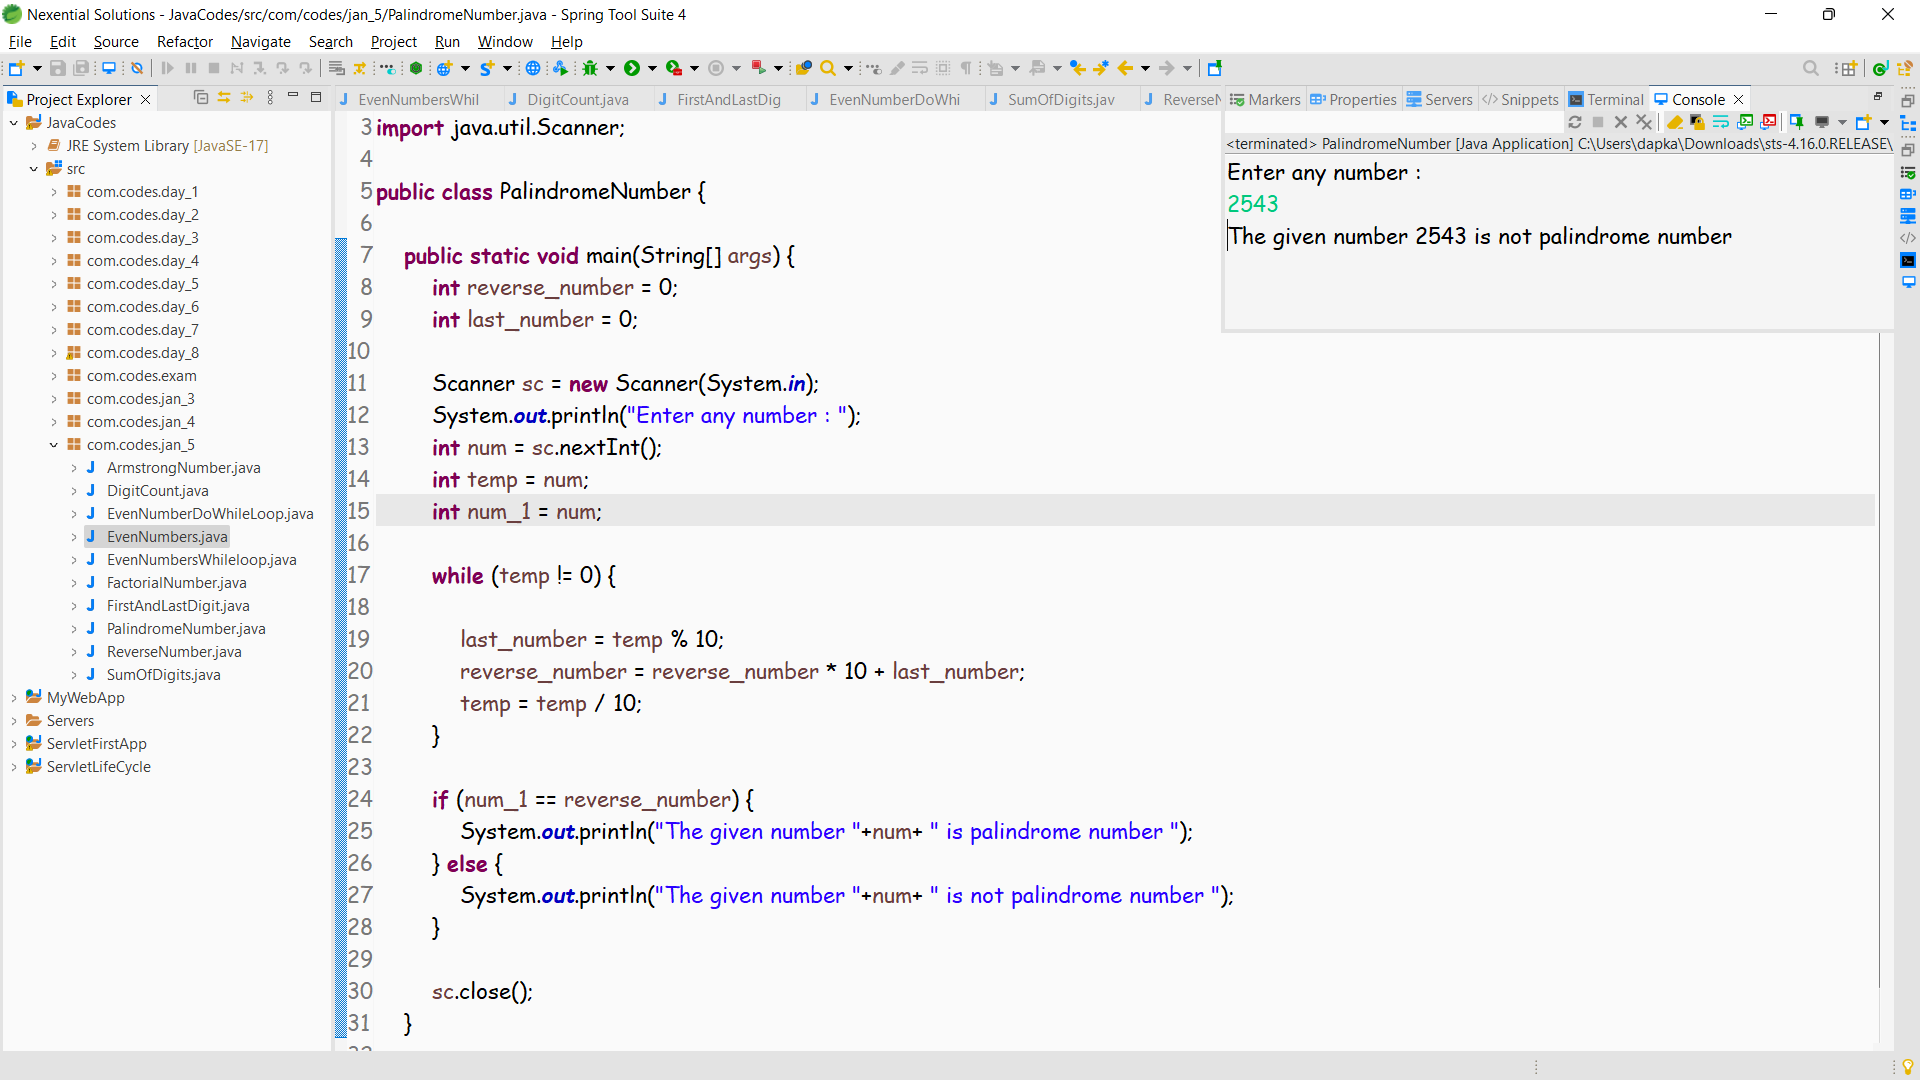 Nexential Solutions - JavaCodes/src/com/codes/jan_5/PalindromeNumber.java - Spring Tool Suite 4
File Edit Source Refactor Navigate Search Project Run Window Help
Project Explorer
JavaCodes
JRE System Library [JavaSE-17]
src
com.codes.day_1
com.codes.day_2
com.codes.day_3
com.codes.day_4
com.codes.day_5
com.codes.day_6
com.codes.day_7
com.codes.day_8
com.codes.exam
com.codes.jan_3
com.codes.jan_4
com.codes.jan_5
ArmstrongNumber.java
DigitCount.java
EvenNumberDoWhileLoop.java
EvenNumbers.java
EvenNumbersWhileloop.java
FactorialNumber.java
FirstAndLastDigit.java
PalindromeNumber.java
ReverseNumber.java
SumOfDigits.java
MyWebApp
Servers
ServletFirstApp
ServletLifeCycle
EvenNumbersWhil DigitCount.java FirstAndLastDig EvenNumberDoWhi SumOfDigits.jav ReverseN
3 import java.util.Scanner;
4
5 public class PalindromeNumber {
6
7 public static void main(String[] args) {
8 int reverse_number = 0;
9 int last_number = 0;
10
11 Scanner sc = new Scanner(System.in);
12 System.out.println("Enter any number : ");
13 int num = sc.nextInt();
14 int temp = num;
15 int num_1 = num;
16
17 while (temp != 0) {
18
19 last_number = temp % 10;
20 reverse_number = reverse_number * 10 + last_number;
21 temp = temp / 10;
22 }
23
24 if (num_1 == reverse_number) {
25 System.out.println("The given number "+num+ " is palindrome number ");
26 } else {
27 System.out.println("The given number "+num+ " is not palindrome number ");
28 }
29
30 sc.close();
31 }
Markers Properties Servers Snippets Terminal Console
<terminated> PalindromeNumber [Java Application] C:\Users\dapka\Downloads\sts-4.16.0.RELEASE\
Enter any number :
2543
The given number 2543 is not palindrome number